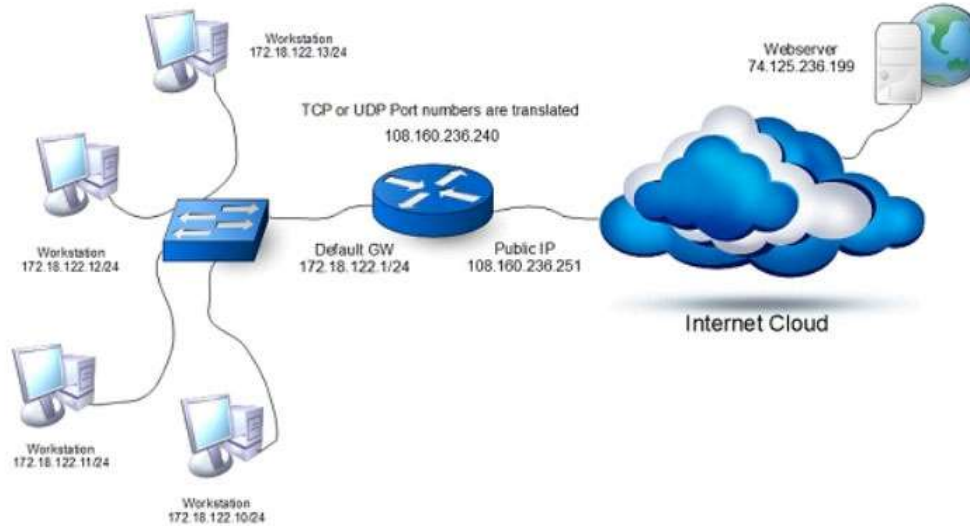 Workstation
172.18.122.13/24
Webserver
74.125.236.199
TCP or UDP Port numbers are translated
108.160.236.240
Workstation
172.18.122.12/24
Default GW
172.18.122.1/24
Public IP
108.160.236.251
Internet Cloud
Workstation
172.18.122.11/24
Workstation
172.18.122.10/24